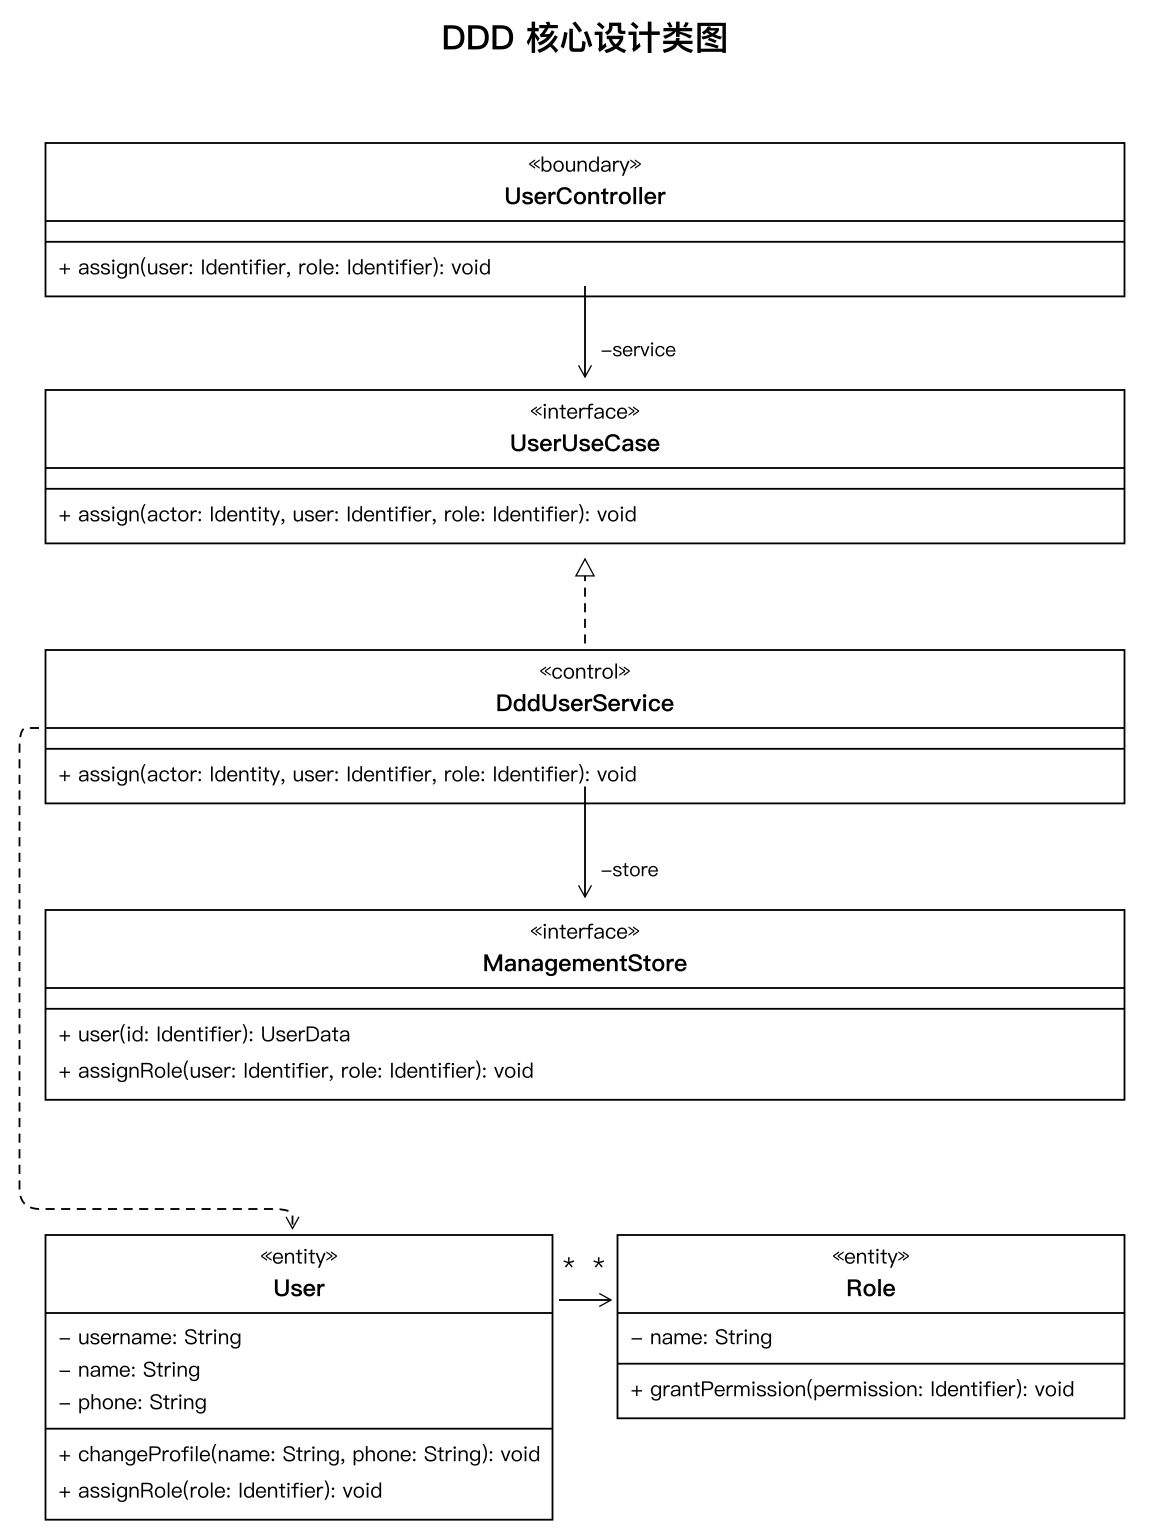 DDD 核心设计类图
«boundary»
UserController
+ assign(user: Identifier, role: Identifier): void
–service
«interface»
UserUseCase
+ assign(actor: Identity, user: Identifier, role: Identifier): void
«control»
DddUserService
+ assign(actor: Identity, user: Identifier, role: Identifier): void
–store
«interface»
ManagementStore
+ user(id: Identifier): UserData
+ assignRole(user: Identifier, role: Identifier): void
«entity»
User
– username: String
– name: String
– phone: String
+ changeProfile(name: String, phone: String): void
+ assignRole(role: Identifier): void
* *
«entity»
Role
– name: String
+ grantPermission(permission: Identifier): void